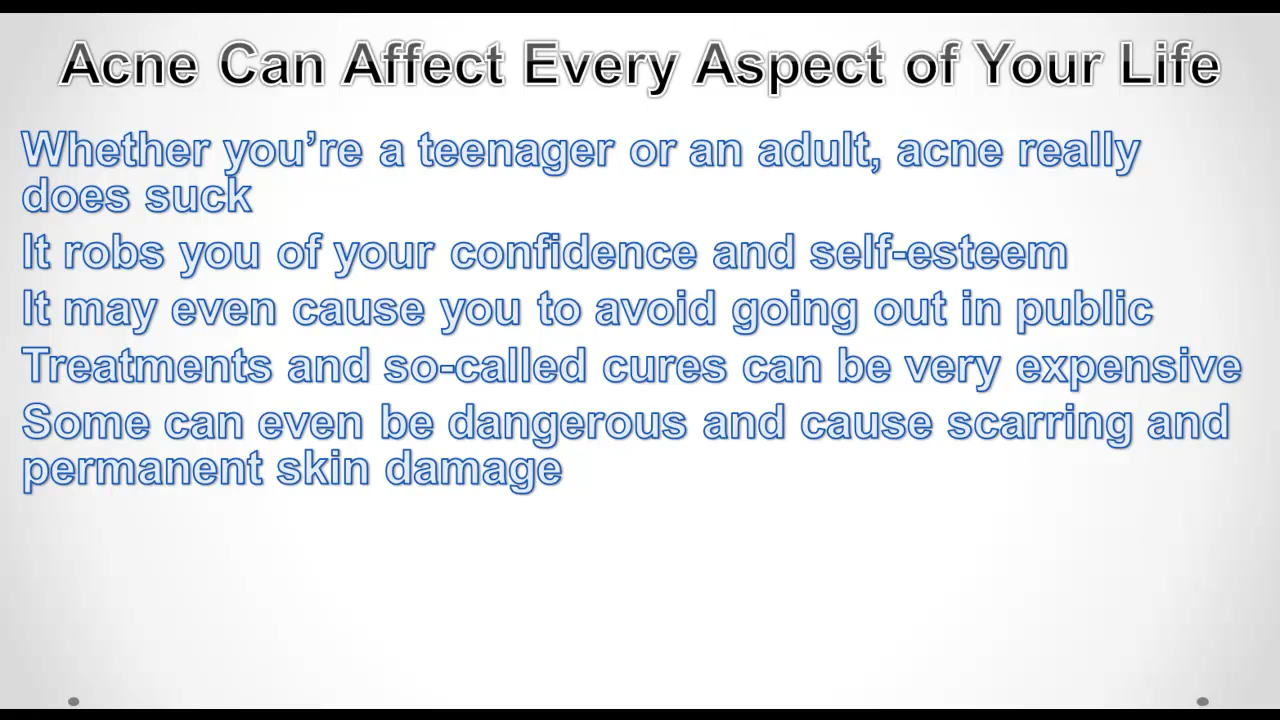 Acne Can Affect Every Aspect of Your Life
Whether you’re a teenager or an adult, acne really
does suck
It robs you of your confidence and self-esteem
It may even cause you to avoid going out in public
Treatments and so-called cures can be very expensive
Some can even be dangerous and cause scarring and
permanent skin damage